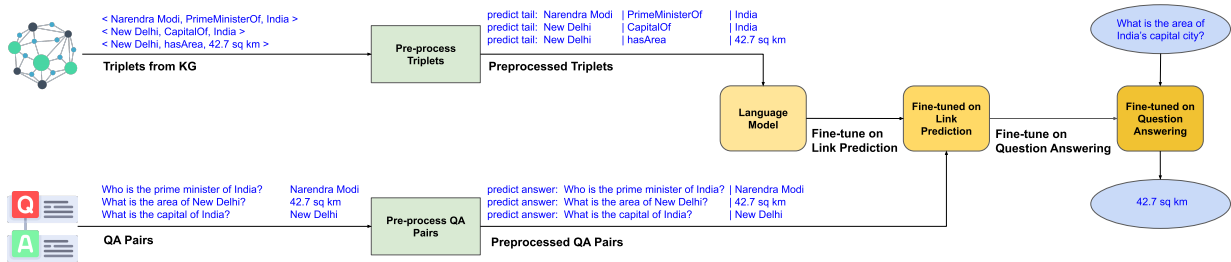 < Narendra Modi, PrimeMinisterOf, India >
< New Delhi, CapitalOf, India >
< New Delhi, hasArea, 42.7 sq km >
Triplets from KG
Pre-process
Triplets
predict tail: Narendra Modi | PrimeMinisterOf | India
predict tail: New Delhi | CapitalOf | India
predict tail: New Delhi | hasArea | 42.7 sq km
Preprocessed Triplets
What is the area of
India's capital city?
Language
Model
Fine-tune on
Link Prediction
Fine-tuned on
Link
Prediction
Fine-tune on
Question Answering
Fine-tuned on
Question
Answering
42.7 sq km
Q
A
Who is the prime minister of India? Narendra Modi
What is the area of New Delhi? 42.7 sq km
What is the capital of India? New Delhi
QA Pairs
Pre-process QA
Pairs
predict answer: Who is the prime minister of India? | Narendra Modi
predict answer: What is the area of New Delhi? | 42.7 sq km
predict answer: What is the capital of India? | New Delhi
Preprocessed QA Pairs